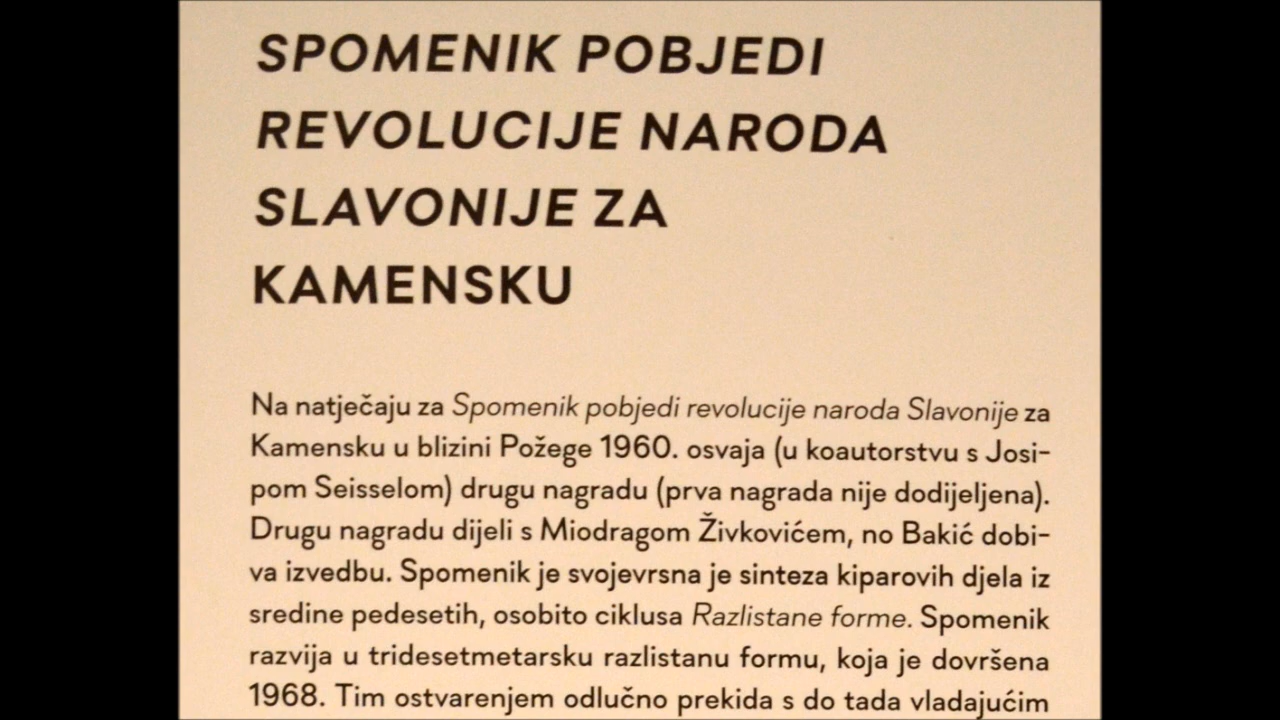 SPOMENIK POBJEDI
REVOLUCIJE NARODA
SLAVONIJE ZA
KAMENSKU
Na natječaju za Spomenik pobjedi revolucije naroda Slavonije za
Kamensku u blizini Požege 1960. osvaja (u koautorstvu s Josi-
pom Seisselom) drugu nagradu (prva nagrada nije dodijeljena).
Drugu nagradu dijeli s Miodragom Živkovićem, no Bakić dobi-
va izvedbu. Spomenik je svojevrsna je sinteza kiparovih djela iz
sredine pedesetih, osobito ciklusa Razlistane forme. Spomenik
razvija u tridesetmetarsku razlistanu formu, koja je dovršena
1968. Tim ostvarenjem odlučno prekida s do tada vladajućim